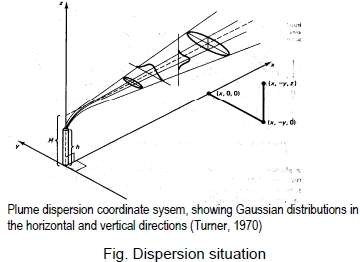 z
x
(x, -y, z)
(x, 0, 0)
(x, -y, 0)
H
h
y
Plume dispersion coordinate sysem, showing Gaussian distributions in
the horizontal and vertical directions (Turner, 1970)
Fig. Dispersion situation